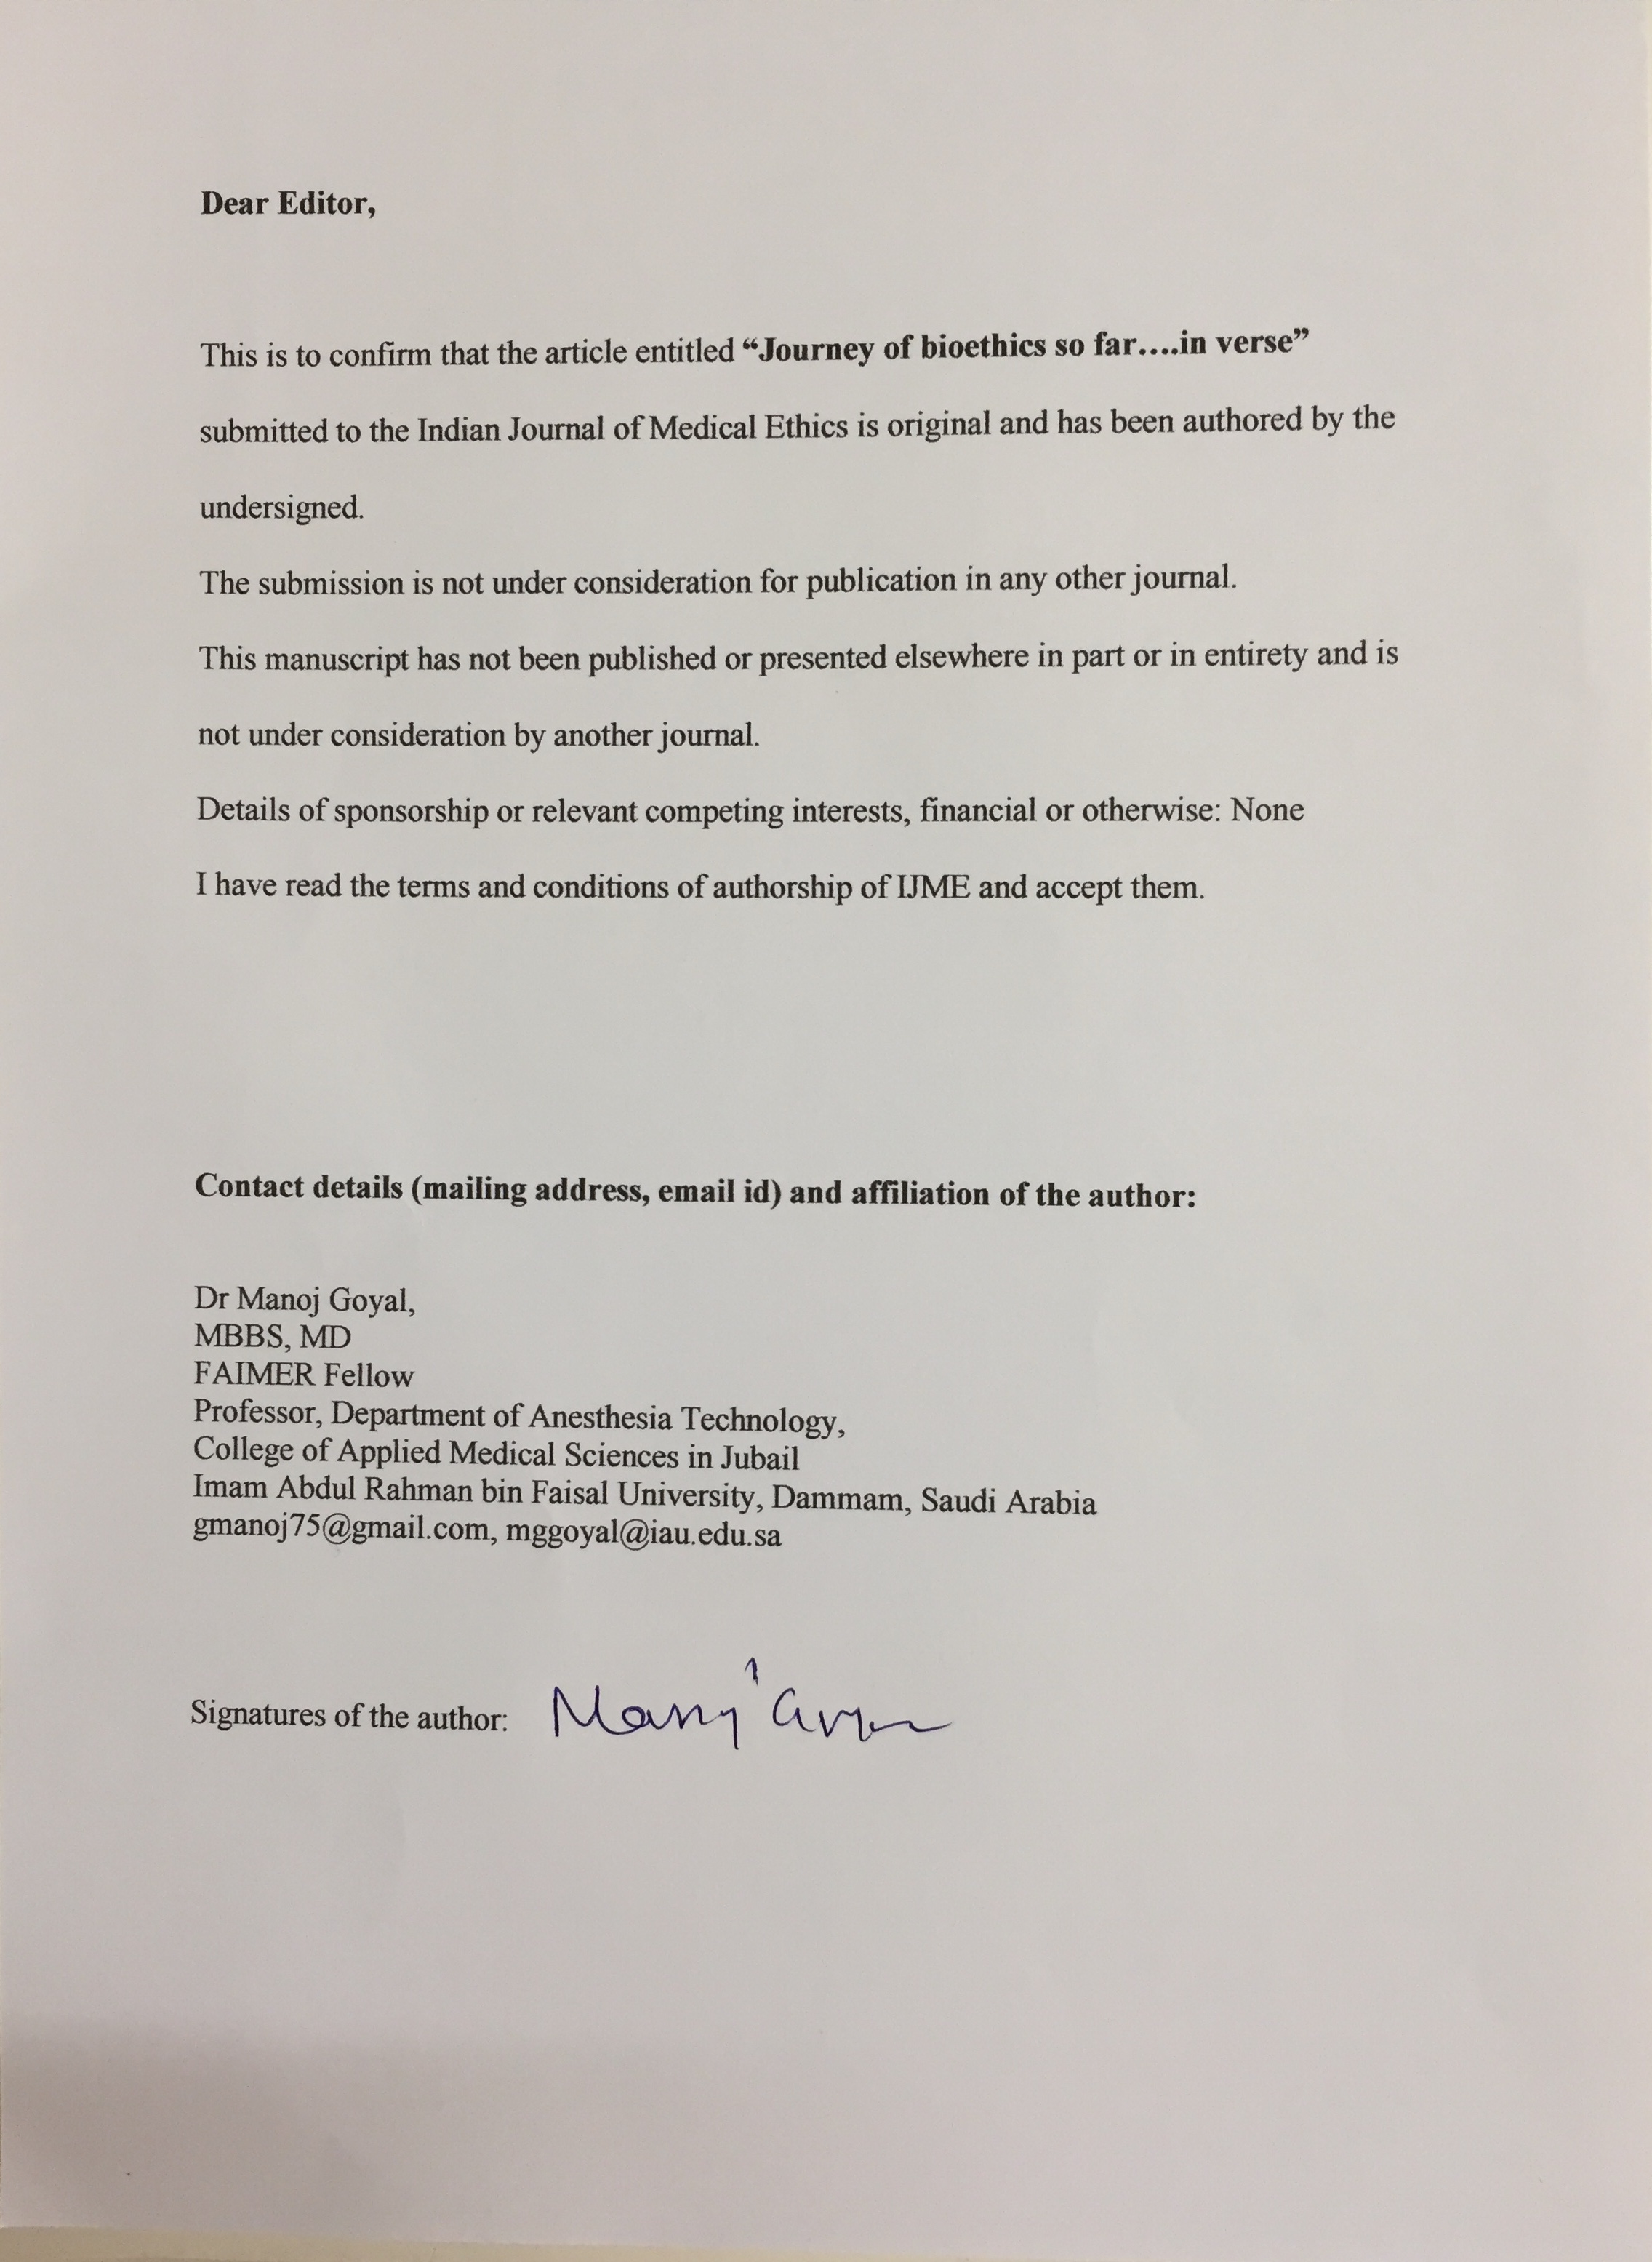 Dear Editor,
This is to confirm that the article entitled “Journey of bioethics so far....in verse”
submitted to the Indian Journal of Medical Ethics is original and has been authored by the
undersigned.
The submission is not under consideration for publication in any other journal.
This manuscript has not been published or presented elsewhere in part or in entirety and is
not under consideration by another journal.
Details of sponsorship or relevant competing interests, financial or otherwise: None
I have read the terms and conditions of authorship of IJME and accept them.
Contact details (mailing address, email id) and affiliation of the author:
Dr Manoj Goyal,
MBBS, MD
FAIMER Fellow
Professor, Department of Anesthesia Technology,
College of Applied Medical Sciences in Jubail
Imam Abdul Rahman bin Faisal University, Dammam, Saudi Arabia
gmanoj75@gmail.com, mggoyal@iau.edu.sa
Signatures of the author: